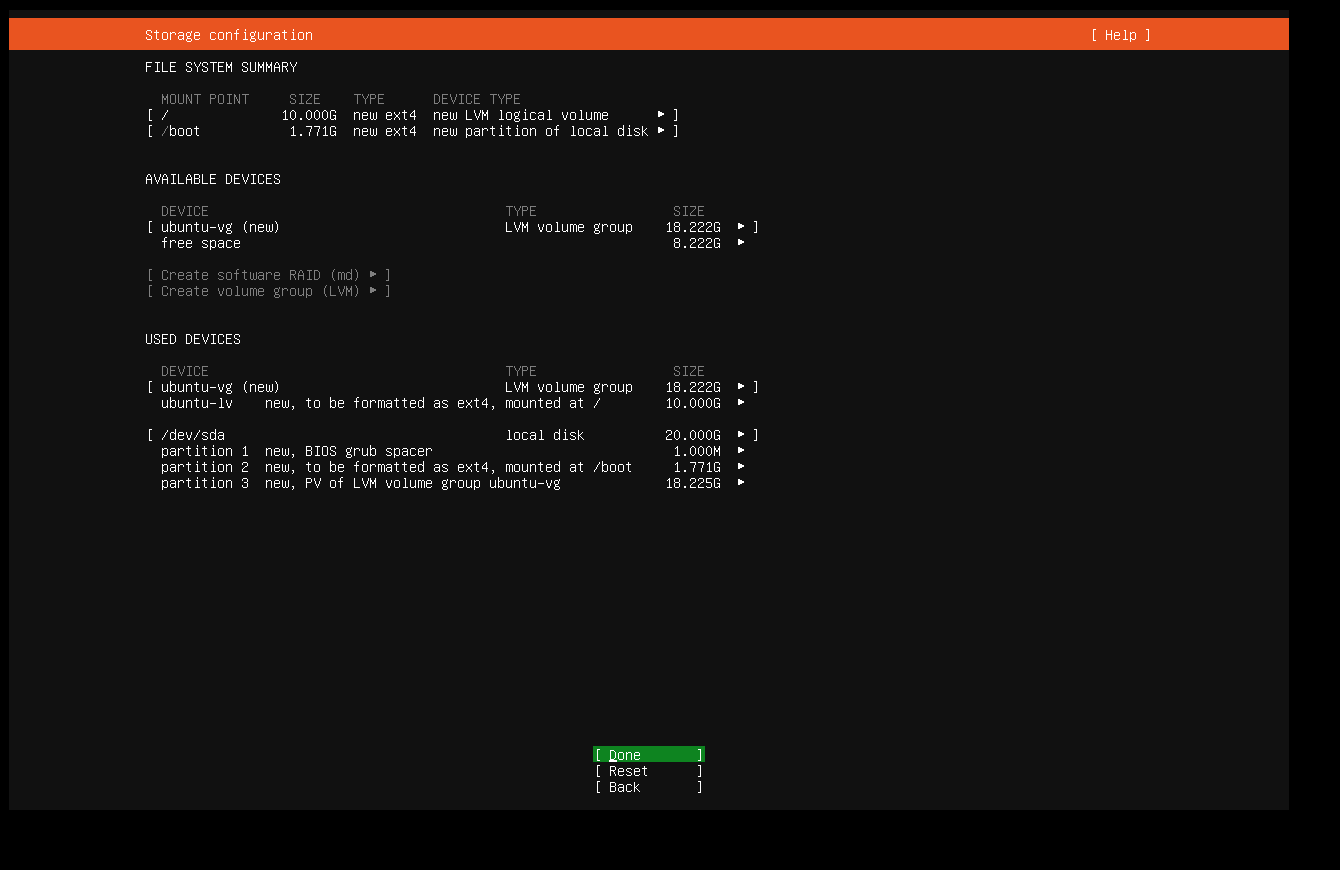 Storage configuration [ Help ]
FILE SYSTEM SUMMARY
MOUNT POINT SIZE TYPE DEVICE TYPE
[ / 10.000G new ext4 new LVM logical volume ▸ ]
[ /boot 1.771G new ext4 new partition of local disk ▸ ]
AVAILABLE DEVICES
DEVICE TYPE SIZE
[ ubuntu-vg (new) LVM volume group 18.222G ▸ ]
free space 8.222G ▸
[ Create software RAID (md) ▸ ]
[ Create volume group (LVM) ▸ ]
USED DEVICES
DEVICE TYPE SIZE
[ ubuntu-vg (new) LVM volume group 18.222G ▸ ]
ubuntu-lv new, to be formatted as ext4, mounted at / 10.000G ▸
[ /dev/sda local disk 20.000G ▸ ]
partition 1 new, BIOS grub spacer 1.000M ▸
partition 2 new, to be formatted as ext4, mounted at /boot 1.771G ▸
partition 3 new, PV of LVM volume group ubuntu-vg 18.225G ▸
[ Done ]
[ Reset ]
[ Back ]